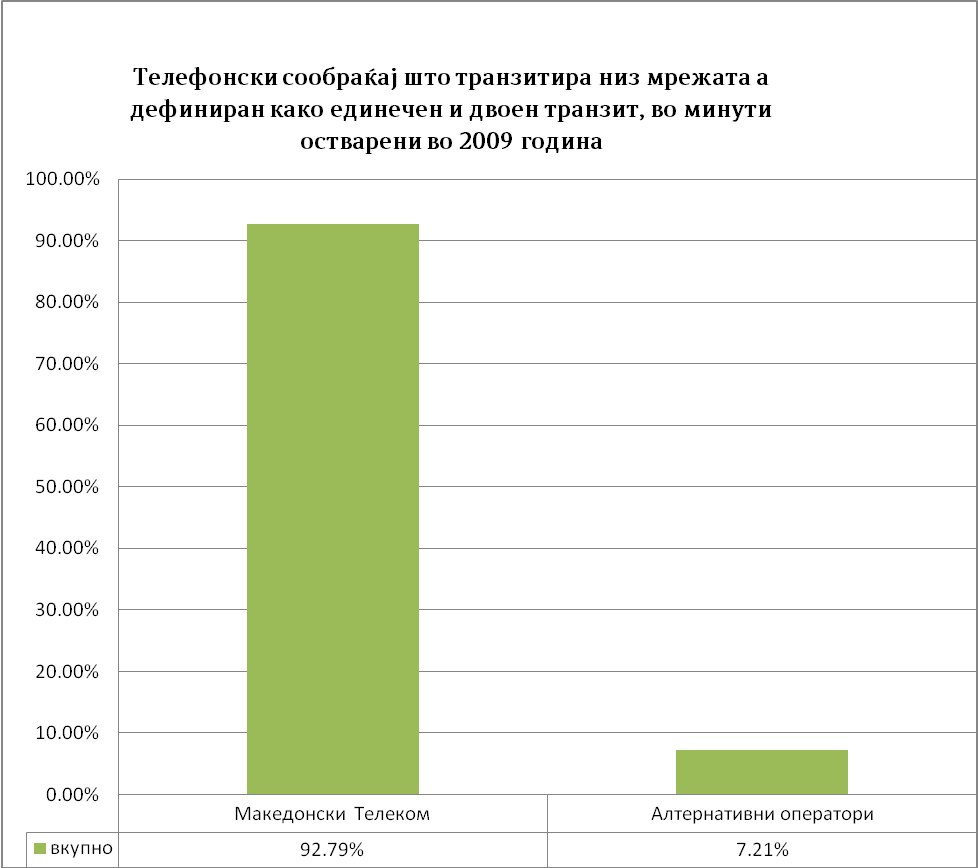 Телефонски сообраќај што транзитира низ мрежата а
дефиниран како единечен и двоен транзит, во минути
остварени во 2009 година
100.00%
90.00%
80.00%
70.00%
60.00%
50.00%
40.00%
30.00%
20.00%
10.00%
0.00%
Македонски Телеком Алтернативни оператори
вкупно 92.79% 7.21%